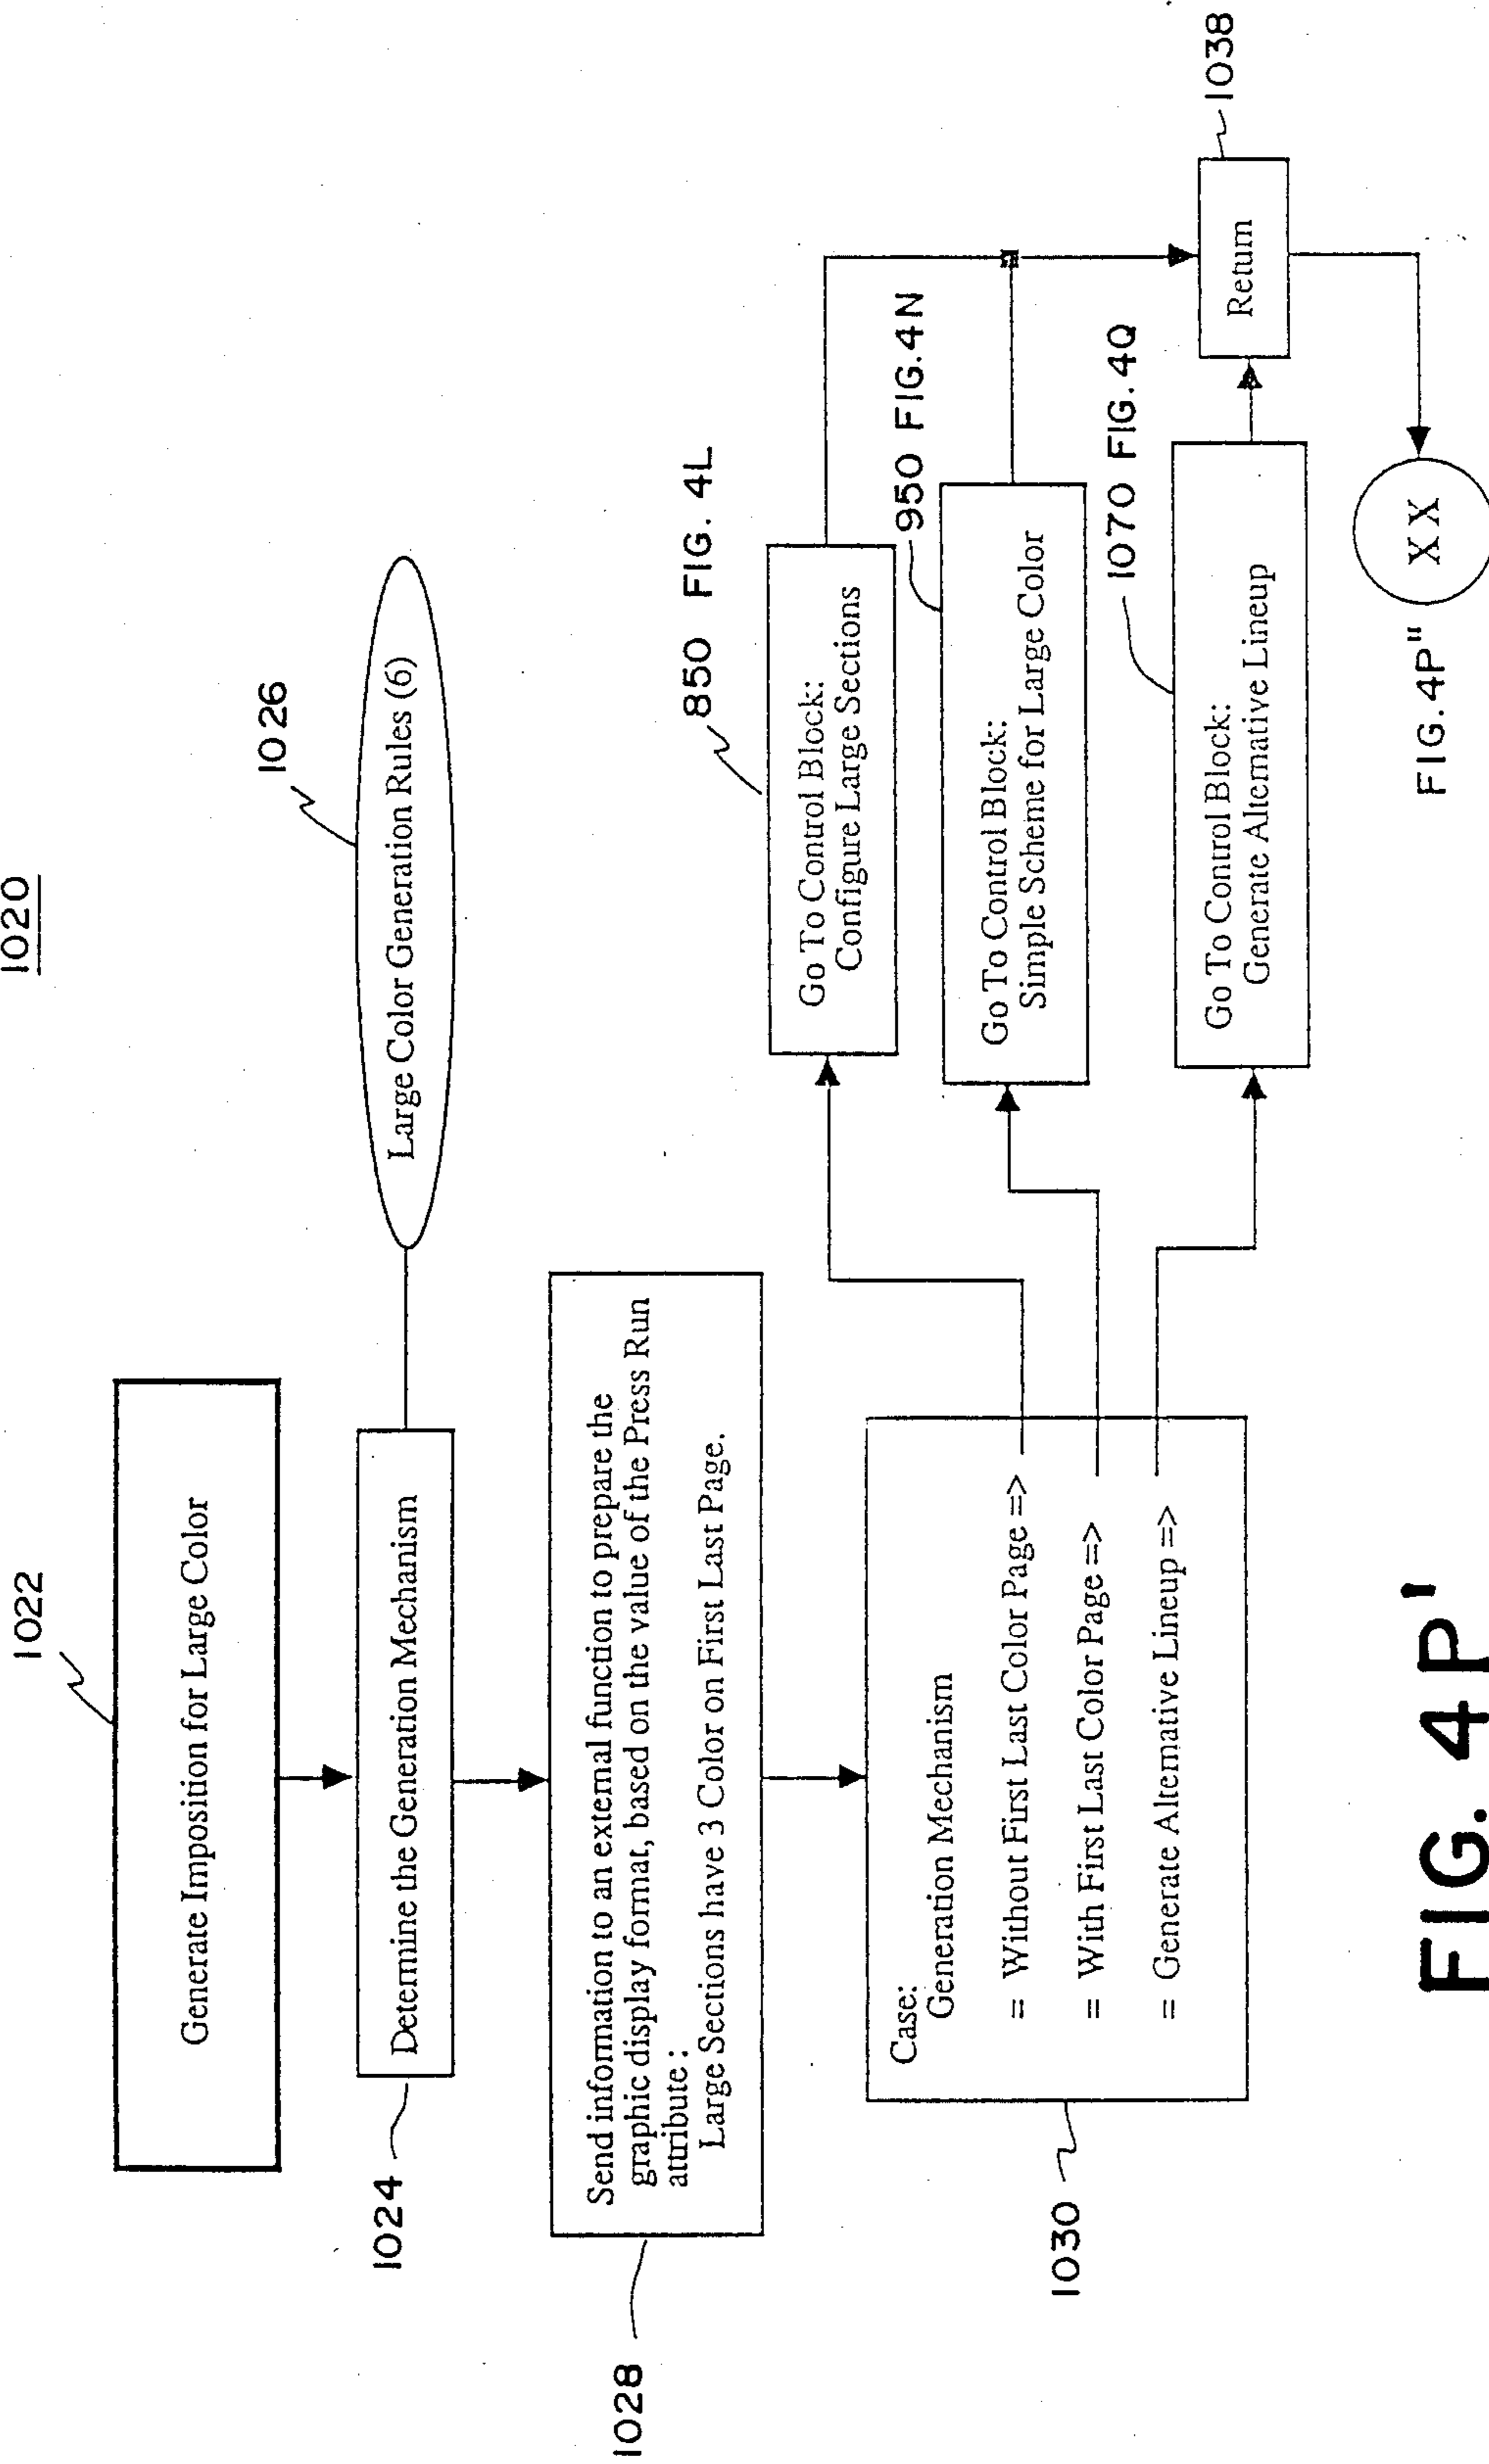 1020
1022
Generate Imposition for Large Color
1024
Determine the Generation Mechanism
1026
Large Color Generation Rules (6)
1028
Send information to an external function to prepare the
graphic display format, based on the value of the Press Run
attribute :
Large Sections have 3 Color on First Last Page.
1030
Case:
Generation Mechanism
= Without First Last Color Page =>
= With First Last Color Page =>
= Generate Alternative Lineup =>
850 FIG. 4L
Go To Control Block:
Configure Large Sections
950 FIG. 4N
Go To Control Block:
Simple Scheme for Large Color
1070 FIG. 4Q
Go To Control Block:
Generate Alternative Lineup
1038
Return
XX
FIG. 4P"
FIG. 4P'